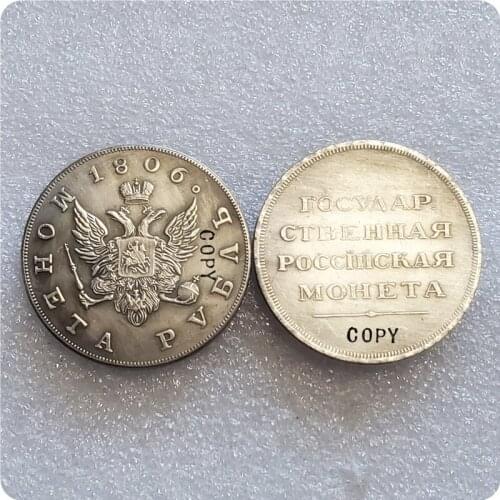 МОНЕТА РУБЛЬ
1806.
COPY
ГОСУДАР
СТВЕННАЯ
РОССІЙСКАЯ
МОНЕТА
COPY